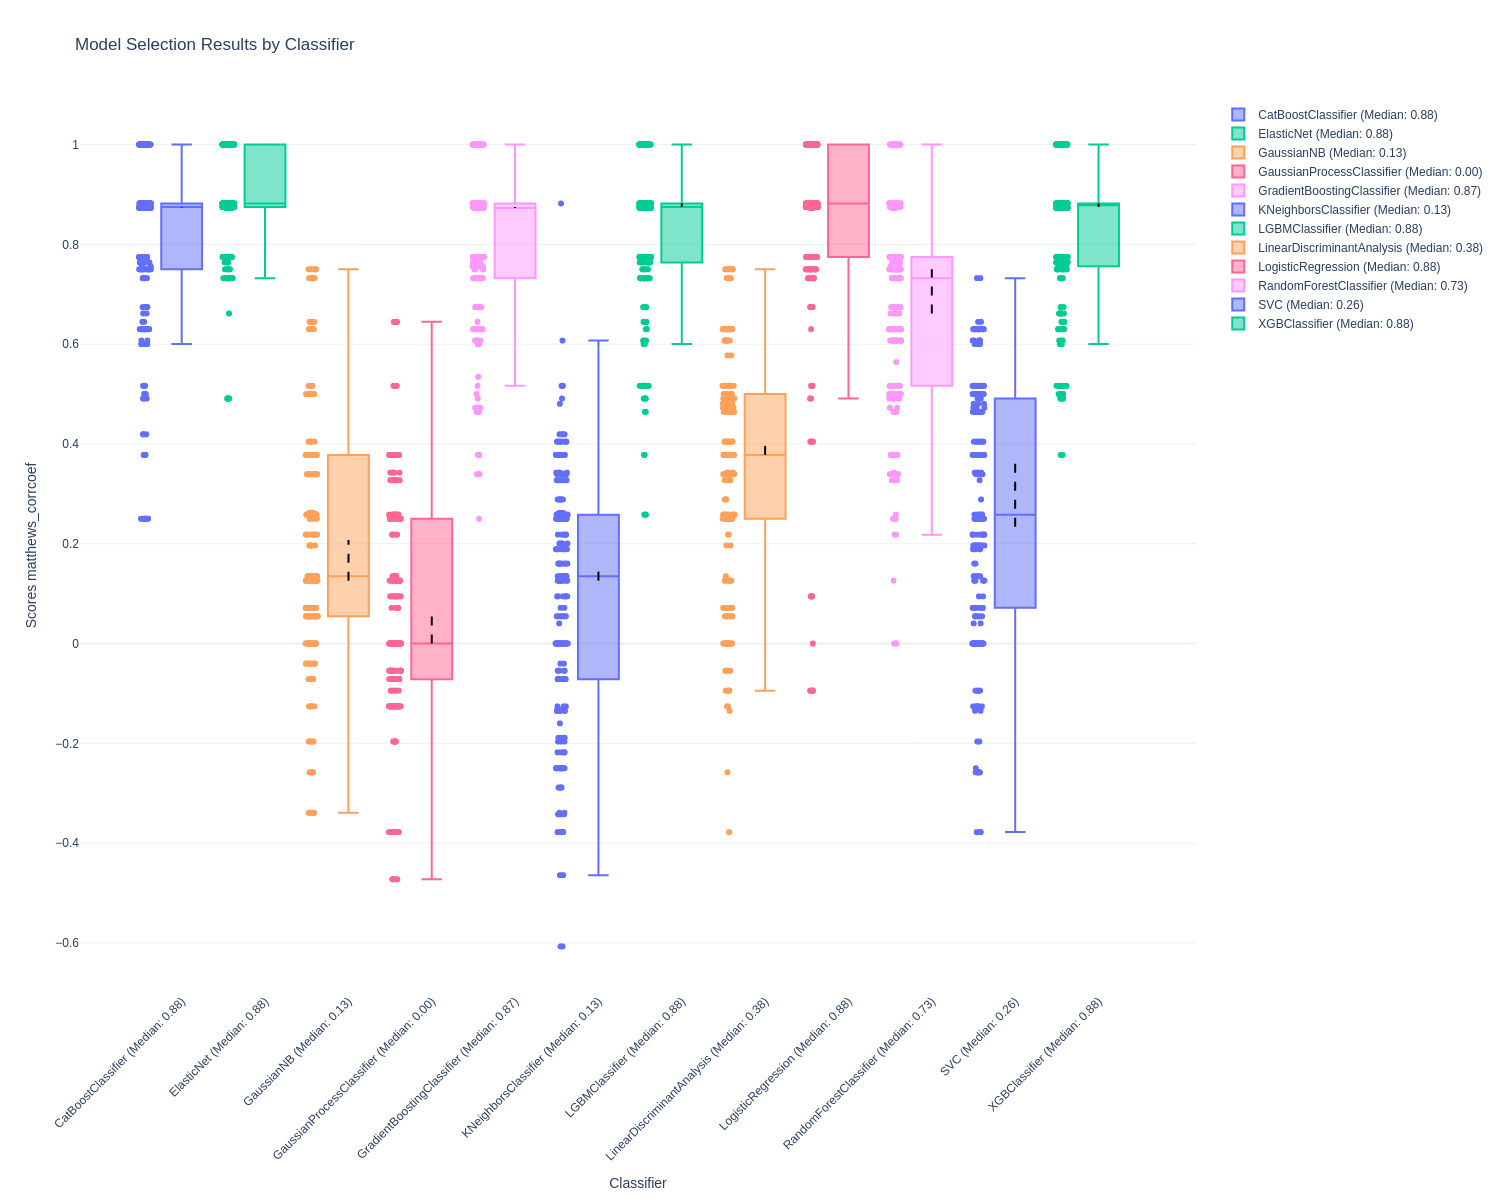 Model Selection Results by Classifier
Scores matthews_corrcoef
1
0.8
0.6
0.4
0.2
0
−0.2
−0.4
−0.6
CatBoostClassifier (Median: 0.88)
ElasticNet (Median: 0.88)
GaussianNB (Median: 0.13)
GaussianProcessClassifier (Median: 0.00)
GradientBoostingClassifier (Median: 0.87)
KNeighborsClassifier (Median: 0.13)
LGBMClassifier (Median: 0.88)
LinearDiscriminantAnalysis (Median: 0.38)
LogisticRegression (Median: 0.88)
RandomForestClassifier (Median: 0.73)
SVC (Median: 0.26)
XGBClassifier (Median: 0.88)
Classifier
CatBoostClassifier (Median: 0.88)
ElasticNet (Median: 0.88)
GaussianNB (Median: 0.13)
GaussianProcessClassifier (Median: 0.00)
GradientBoostingClassifier (Median: 0.87)
KNeighborsClassifier (Median: 0.13)
LGBMClassifier (Median: 0.88)
LinearDiscriminantAnalysis (Median: 0.38)
LogisticRegression (Median: 0.88)
RandomForestClassifier (Median: 0.73)
SVC (Median: 0.26)
XGBClassifier (Median: 0.88)